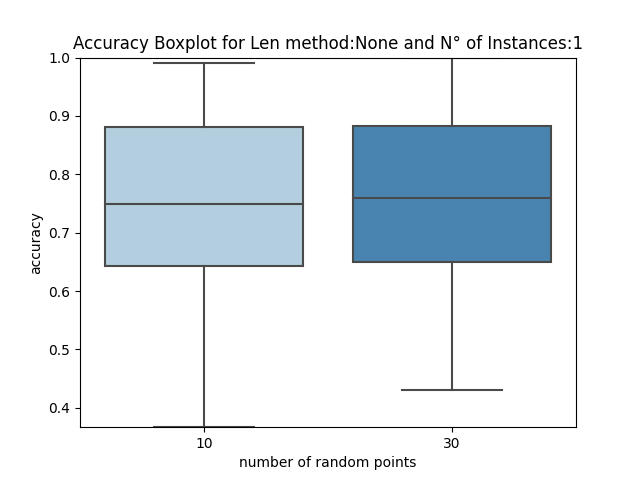 Accuracy Boxplot for Len method:None and N° of Instances:1
1.0
0.9
0.8
0.7
0.6
0.5
0.4
accuracy
10 30
number of random points